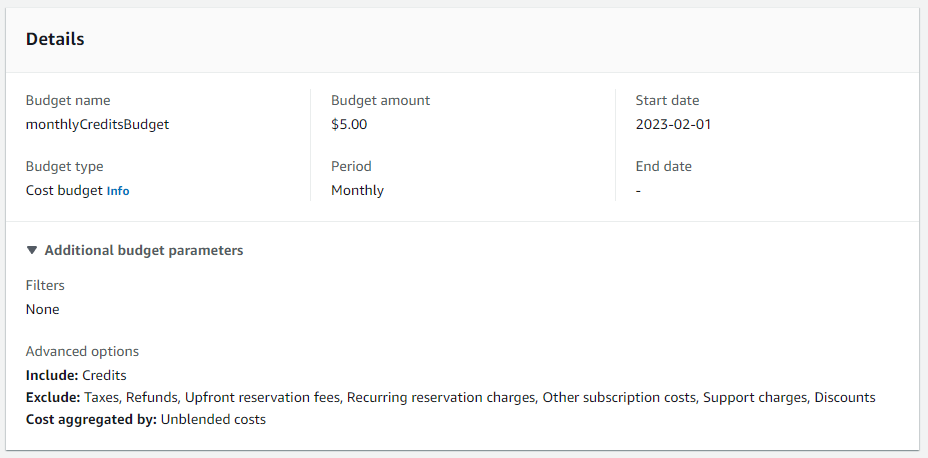 Details
Budget name
monthlyCreditsBudget
Budget amount
$5.00
Start date
2023-02-01
Budget type
Cost budget Info
Period
Monthly
End date
-
Additional budget parameters
Filters
None
Advanced options
Include: Credits
Exclude: Taxes, Refunds, Upfront reservation fees, Recurring reservation charges, Other subscription costs, Support charges, Discounts
Cost aggregated by: Unblended costs